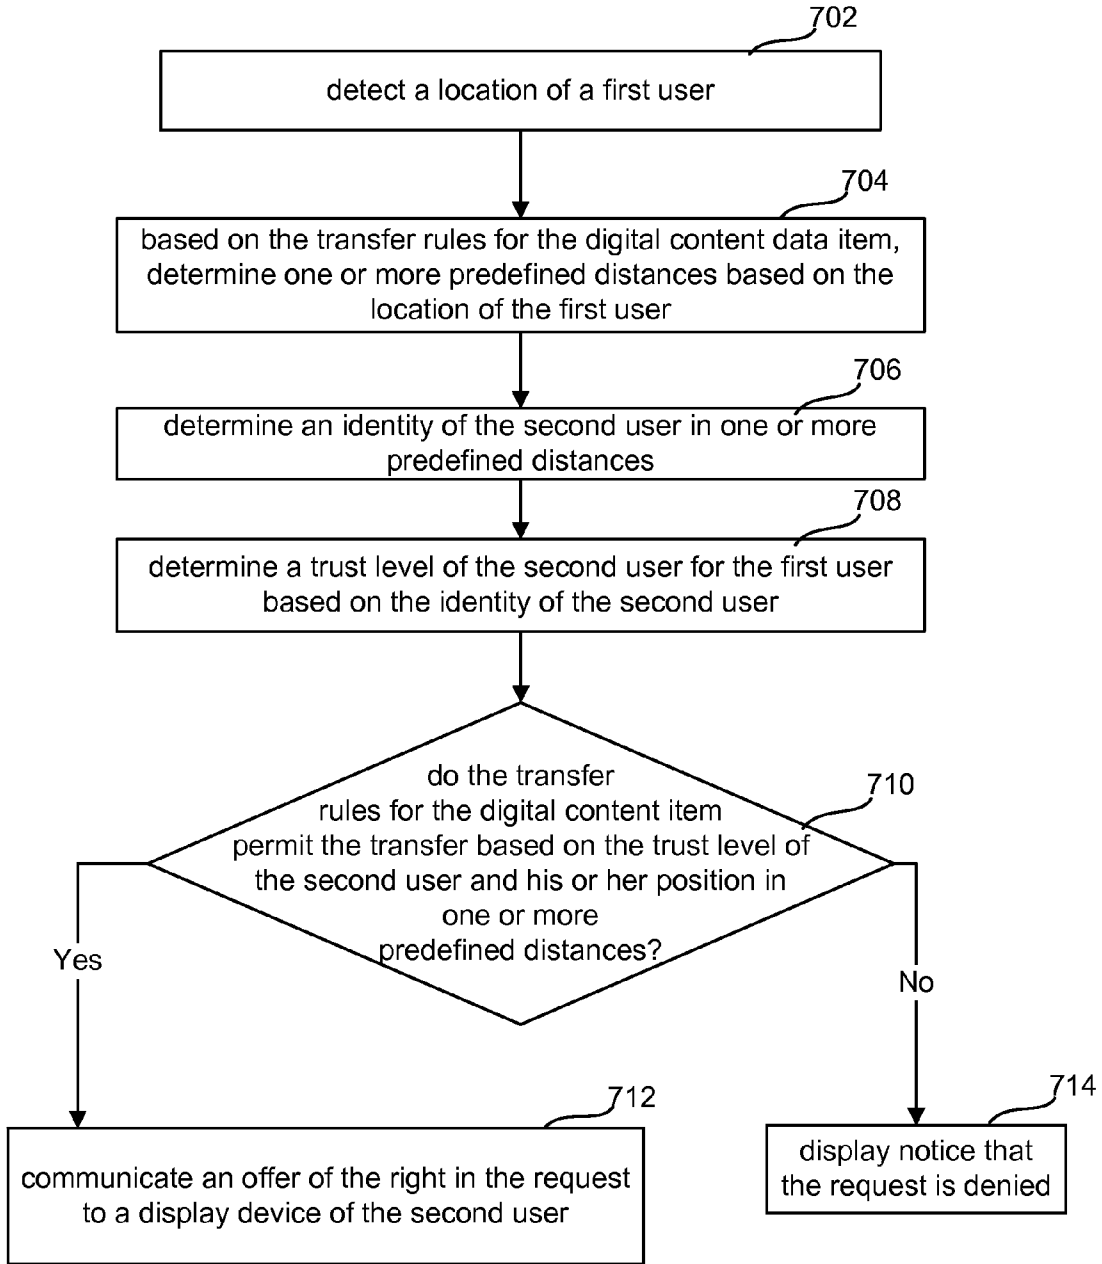 702
detect a location of a first user
704
based on the transfer rules for the digital content data item,
determine one or more predefined distances based on the
location of the first user
706
determine an identity of the second user in one or more
predefined distances
708
determine a trust level of the second user for the first user
based on the identity of the second user
710
do the transfer
rules for the digital content item
permit the transfer based on the trust level of
the second user and his or her position in
one or more
predefined distances?
Yes
No
712
communicate an offer of the right in the request
to a display device of the second user
714
display notice that
the request is denied